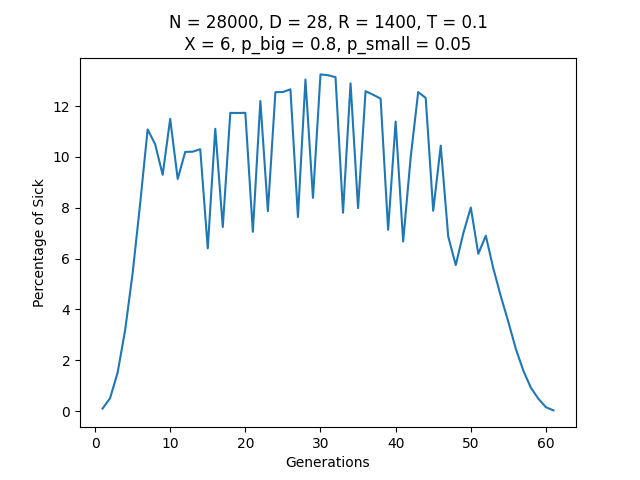 N = 28000, D = 28, R = 1400, T = 0.1
X = 6, p_big = 0.8, p_small = 0.05
12
10
8
6
4
2
0
Percentage of Sick
0 10 20 30 40 50 60
Generations